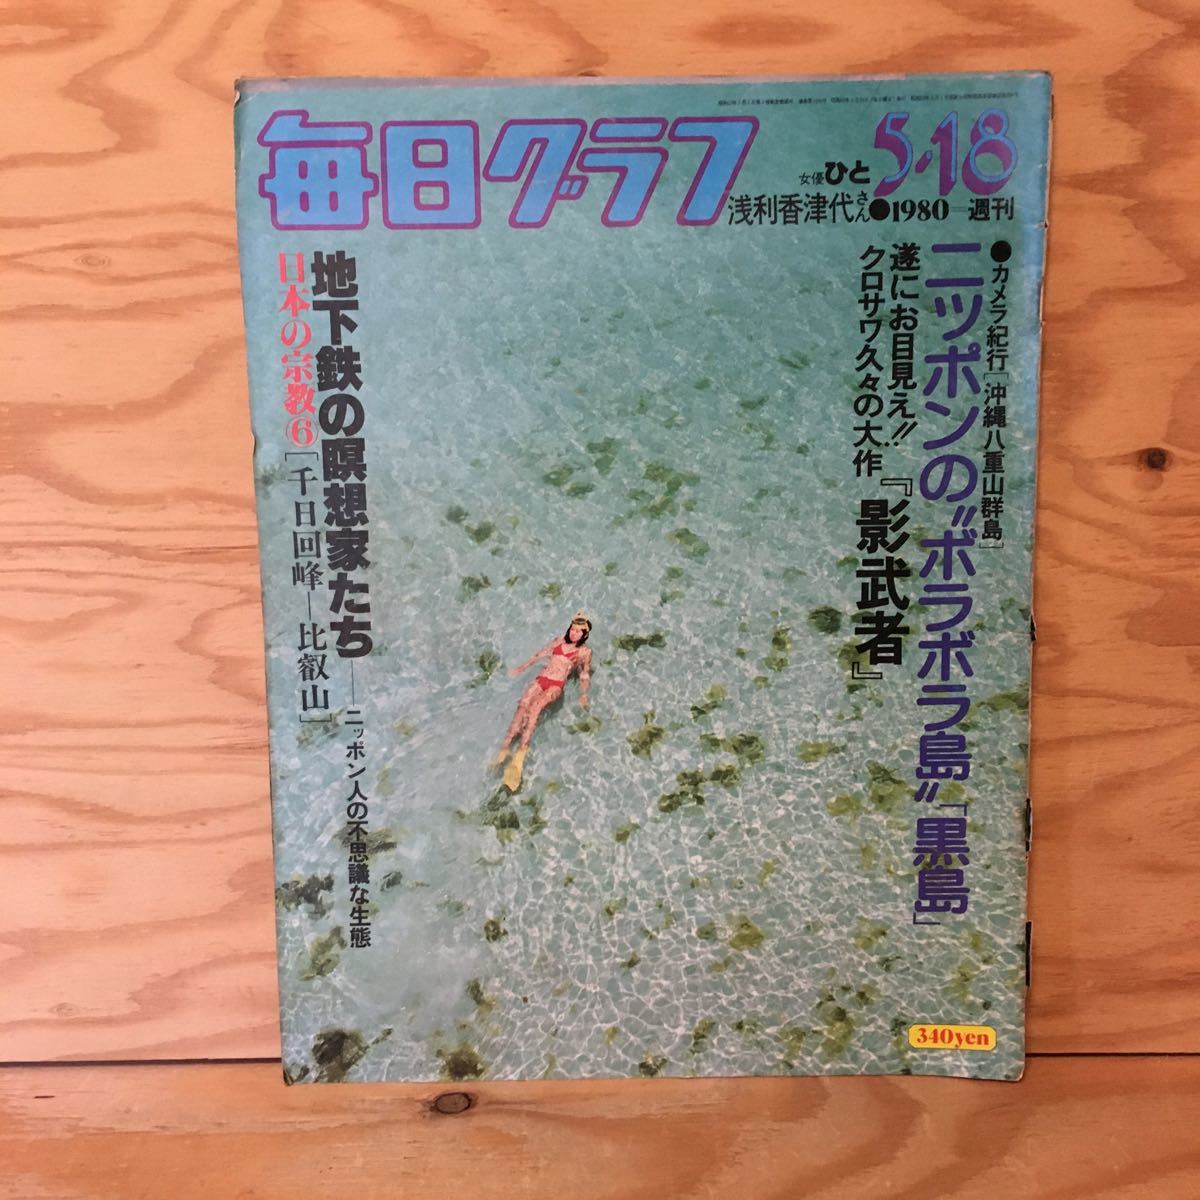 毎日グラフ
5・18
女優ひと
浅利香津代さん●1980―週刊
●カメラ紀行[沖縄八重山群島]
ニッポンの〝ボラボラ島〟「黒島」
遂にお目見え!!
クロサワ久々の大作『影武者』
地下鉄の瞑想家たち――ニッポン人の不思議な生態
日本の宗教⑥[千日回峰―比叡山]
340yen